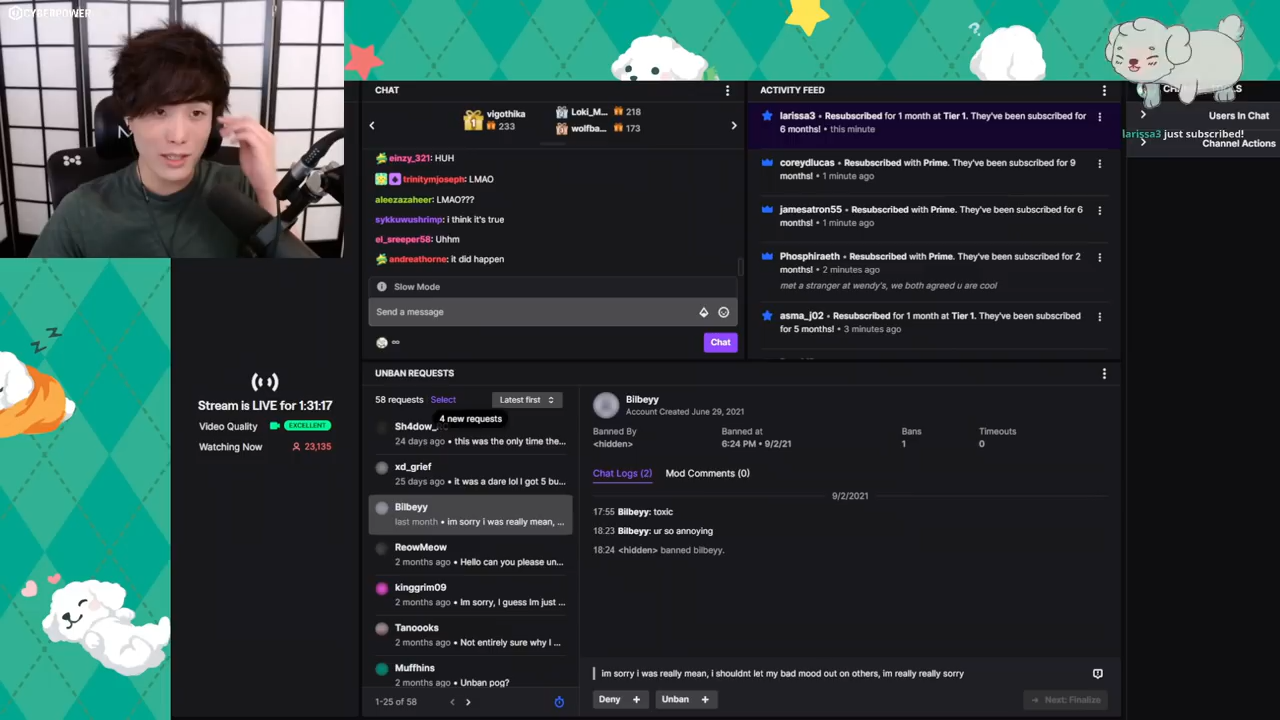 CYBERPOWER
CHAT
vigothika
233
Loki_M... 218
wolfba... 173
einzy_321: HUH
trinitymjoseph: LMAO
aleezazaheer: LMAO???
sykkuwushrimp: i think it's true
el_sreeper58: Uhhm
andreathorne: it did happen
Slow Mode
Send a message
∞
Chat
ACTIVITY FEED
larissa3 • Resubscribed for 1 month at Tier 1. They've been subscribed for
6 months! • this minute
coreydlucas • Resubscribed with Prime. They've been subscribed for 9
months! • 1 minute ago
jamesatron55 • Resubscribed with Prime. They've been subscribed for 6
months! • 1 minute ago
Phosphiraeth • Resubscribed with Prime. They've been subscribed for 2
months! • 2 minutes ago
met a stranger at wendy's, we both agreed u are cool
asma_j02 • Resubscribed for 1 month at Tier 1. They've been subscribed
for 5 months! • 3 minutes ago
Users In Chat
larissa3 just subscribed!
Channel Actions
Stream is LIVE for 1:31:17
Video Quality EXCELLENT
Watching Now 23,135
UNBAN REQUESTS
58 requests Select Latest first
4 new requests
24 days ago • this was the only time the...
xd_grief
25 days ago • it was a dare lol I got 5 bu...
Bilbeyy
last month • im sorry i was really mean, ...
ReowMeow
2 months ago • Hello can you please un...
kinggrim09
2 months ago • Im sorry, I guess Im just ...
Tanoooks
2 months ago • Not entirely sure why I ...
Muffhins
2 months ago • Unban pog?
1-25 of 58
Bilbeyy
Account Created June 29, 2021
Banned By Banned at Bans Timeouts
<hidden> 6:24 PM • 9/2/21 1 0
Chat Logs (2) Mod Comments (0)
9/2/2021
17:55 Bilbeyy: toxic
18:23 Bilbeyy: ur so annoying
18:24 <hidden> banned bilbeyy.
im sorry i was really mean, i shouldnt let my bad mood out on others, im really really sorry
Deny + Unban + → Next: Finalize